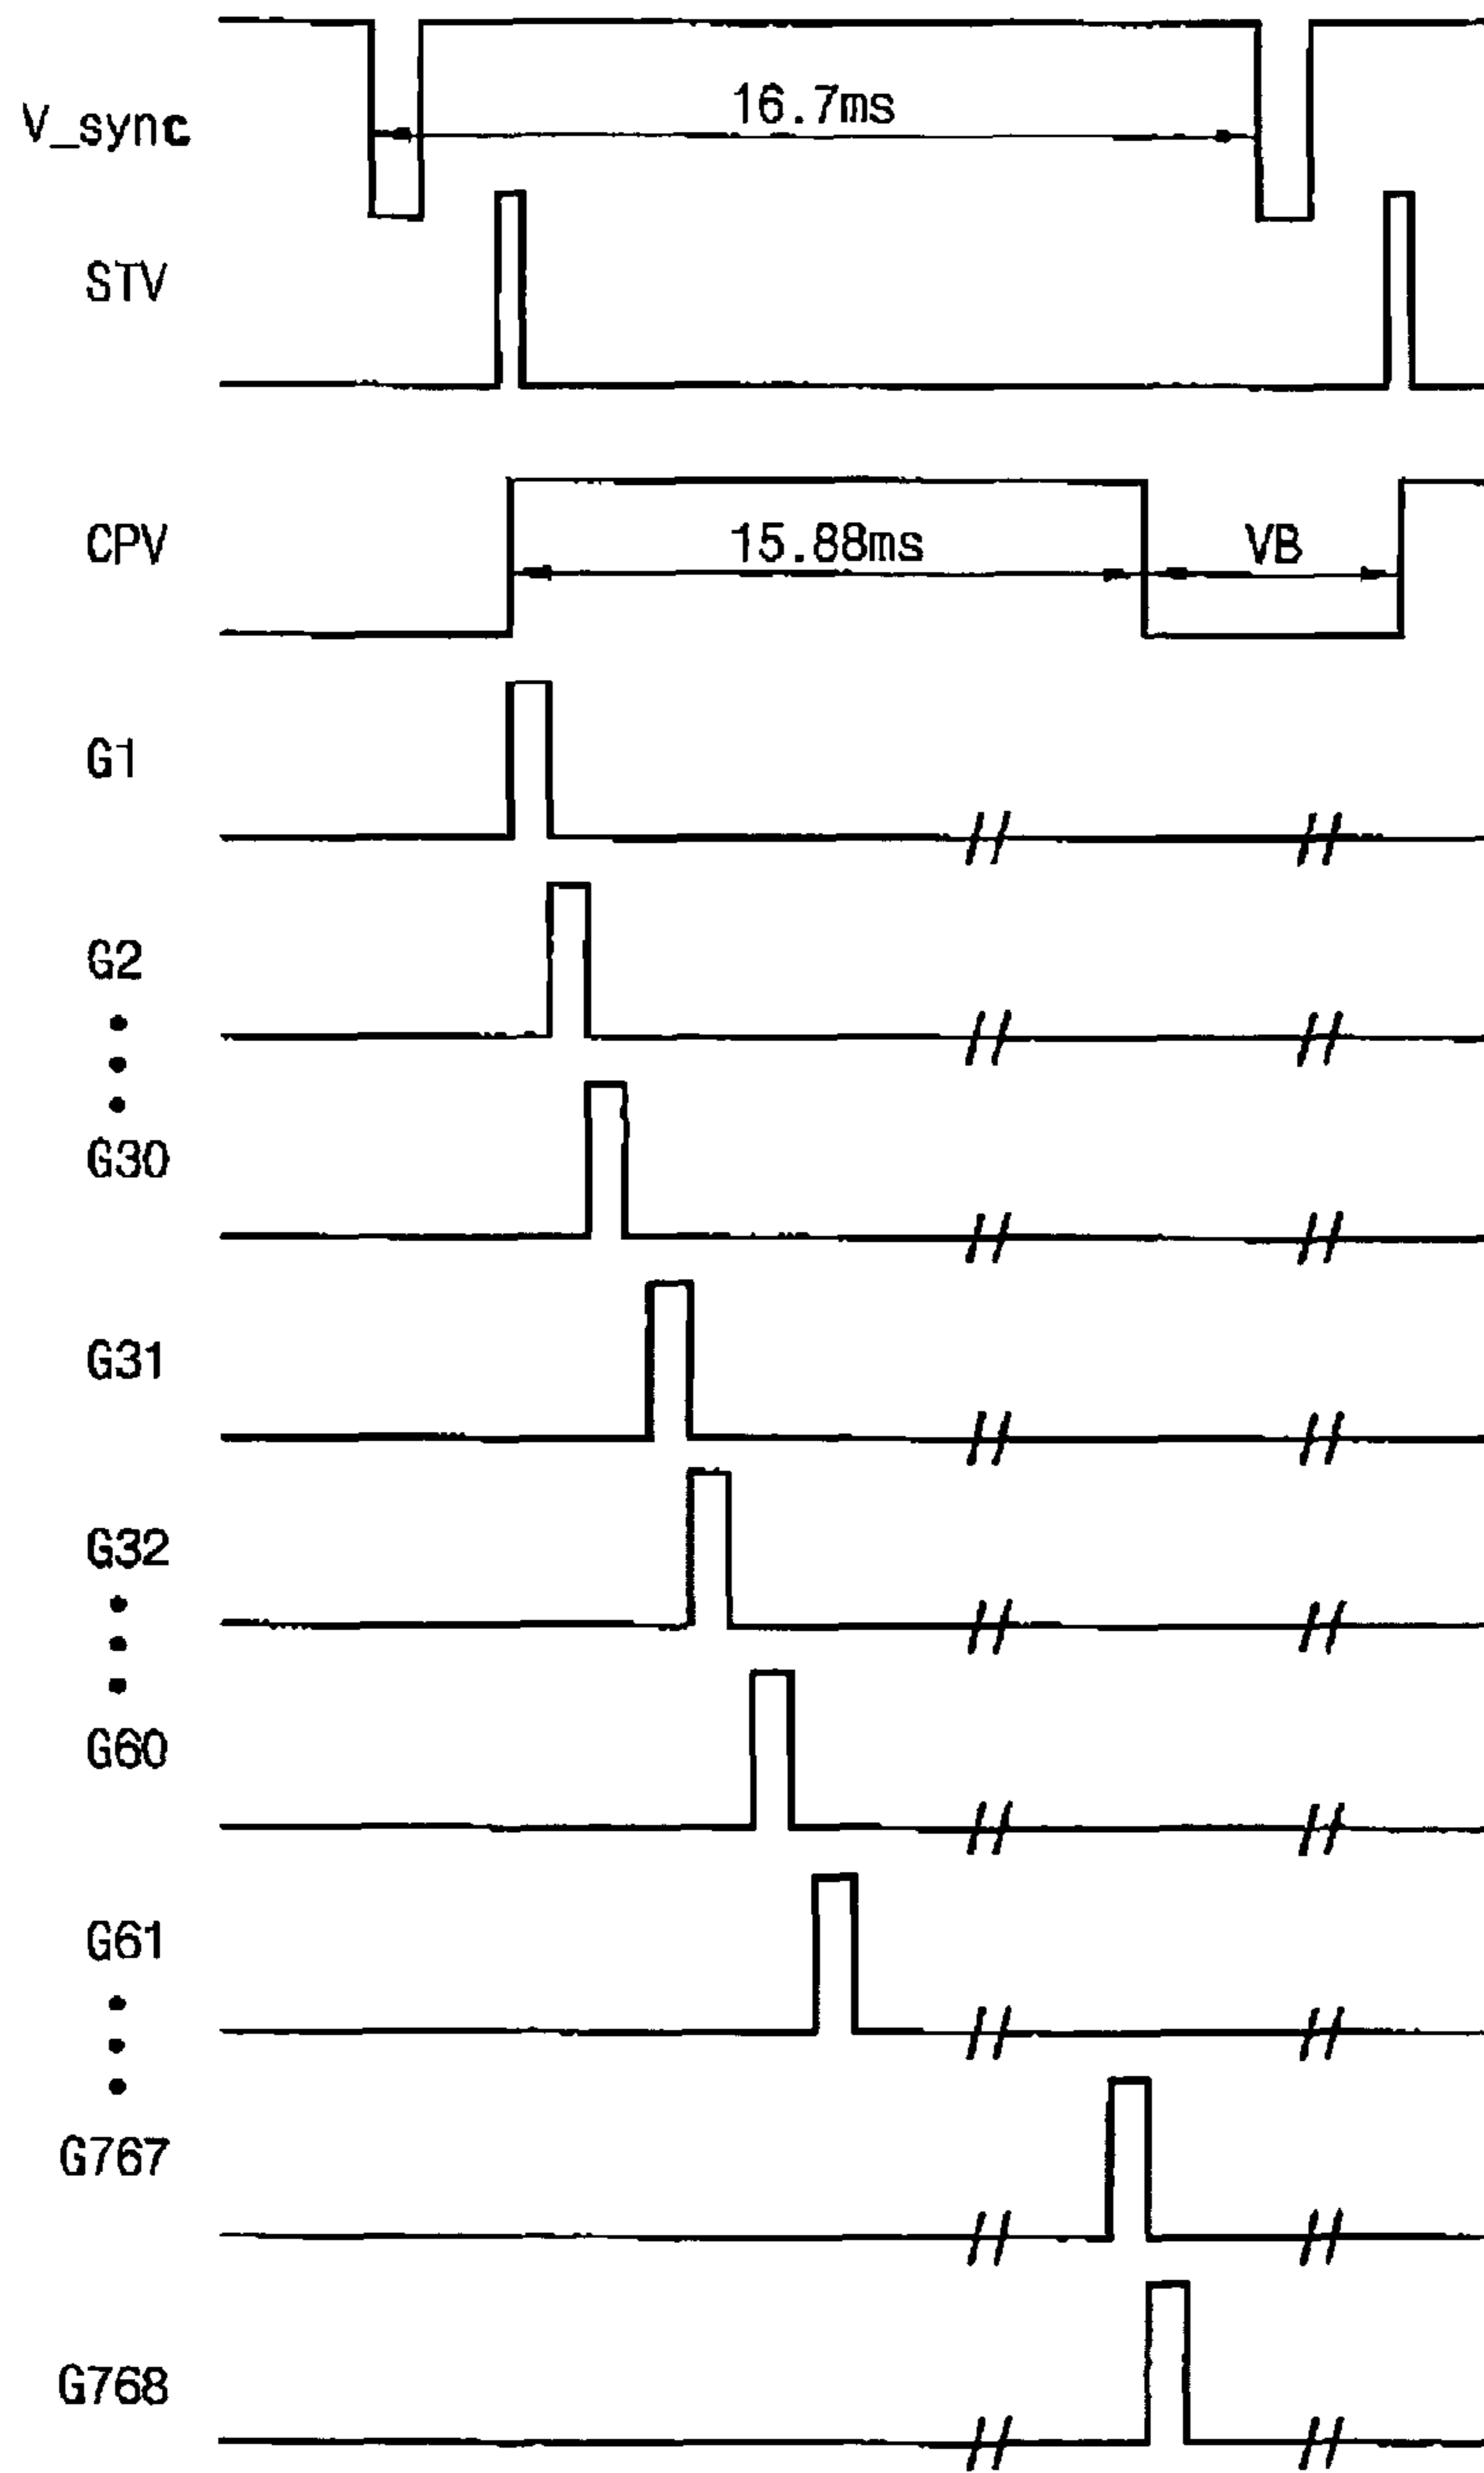 16.7ms
V_sync
STV
CPV
15.88ms
VB
G1
G2
G30
G31
G32
G60
G61
G767
G768